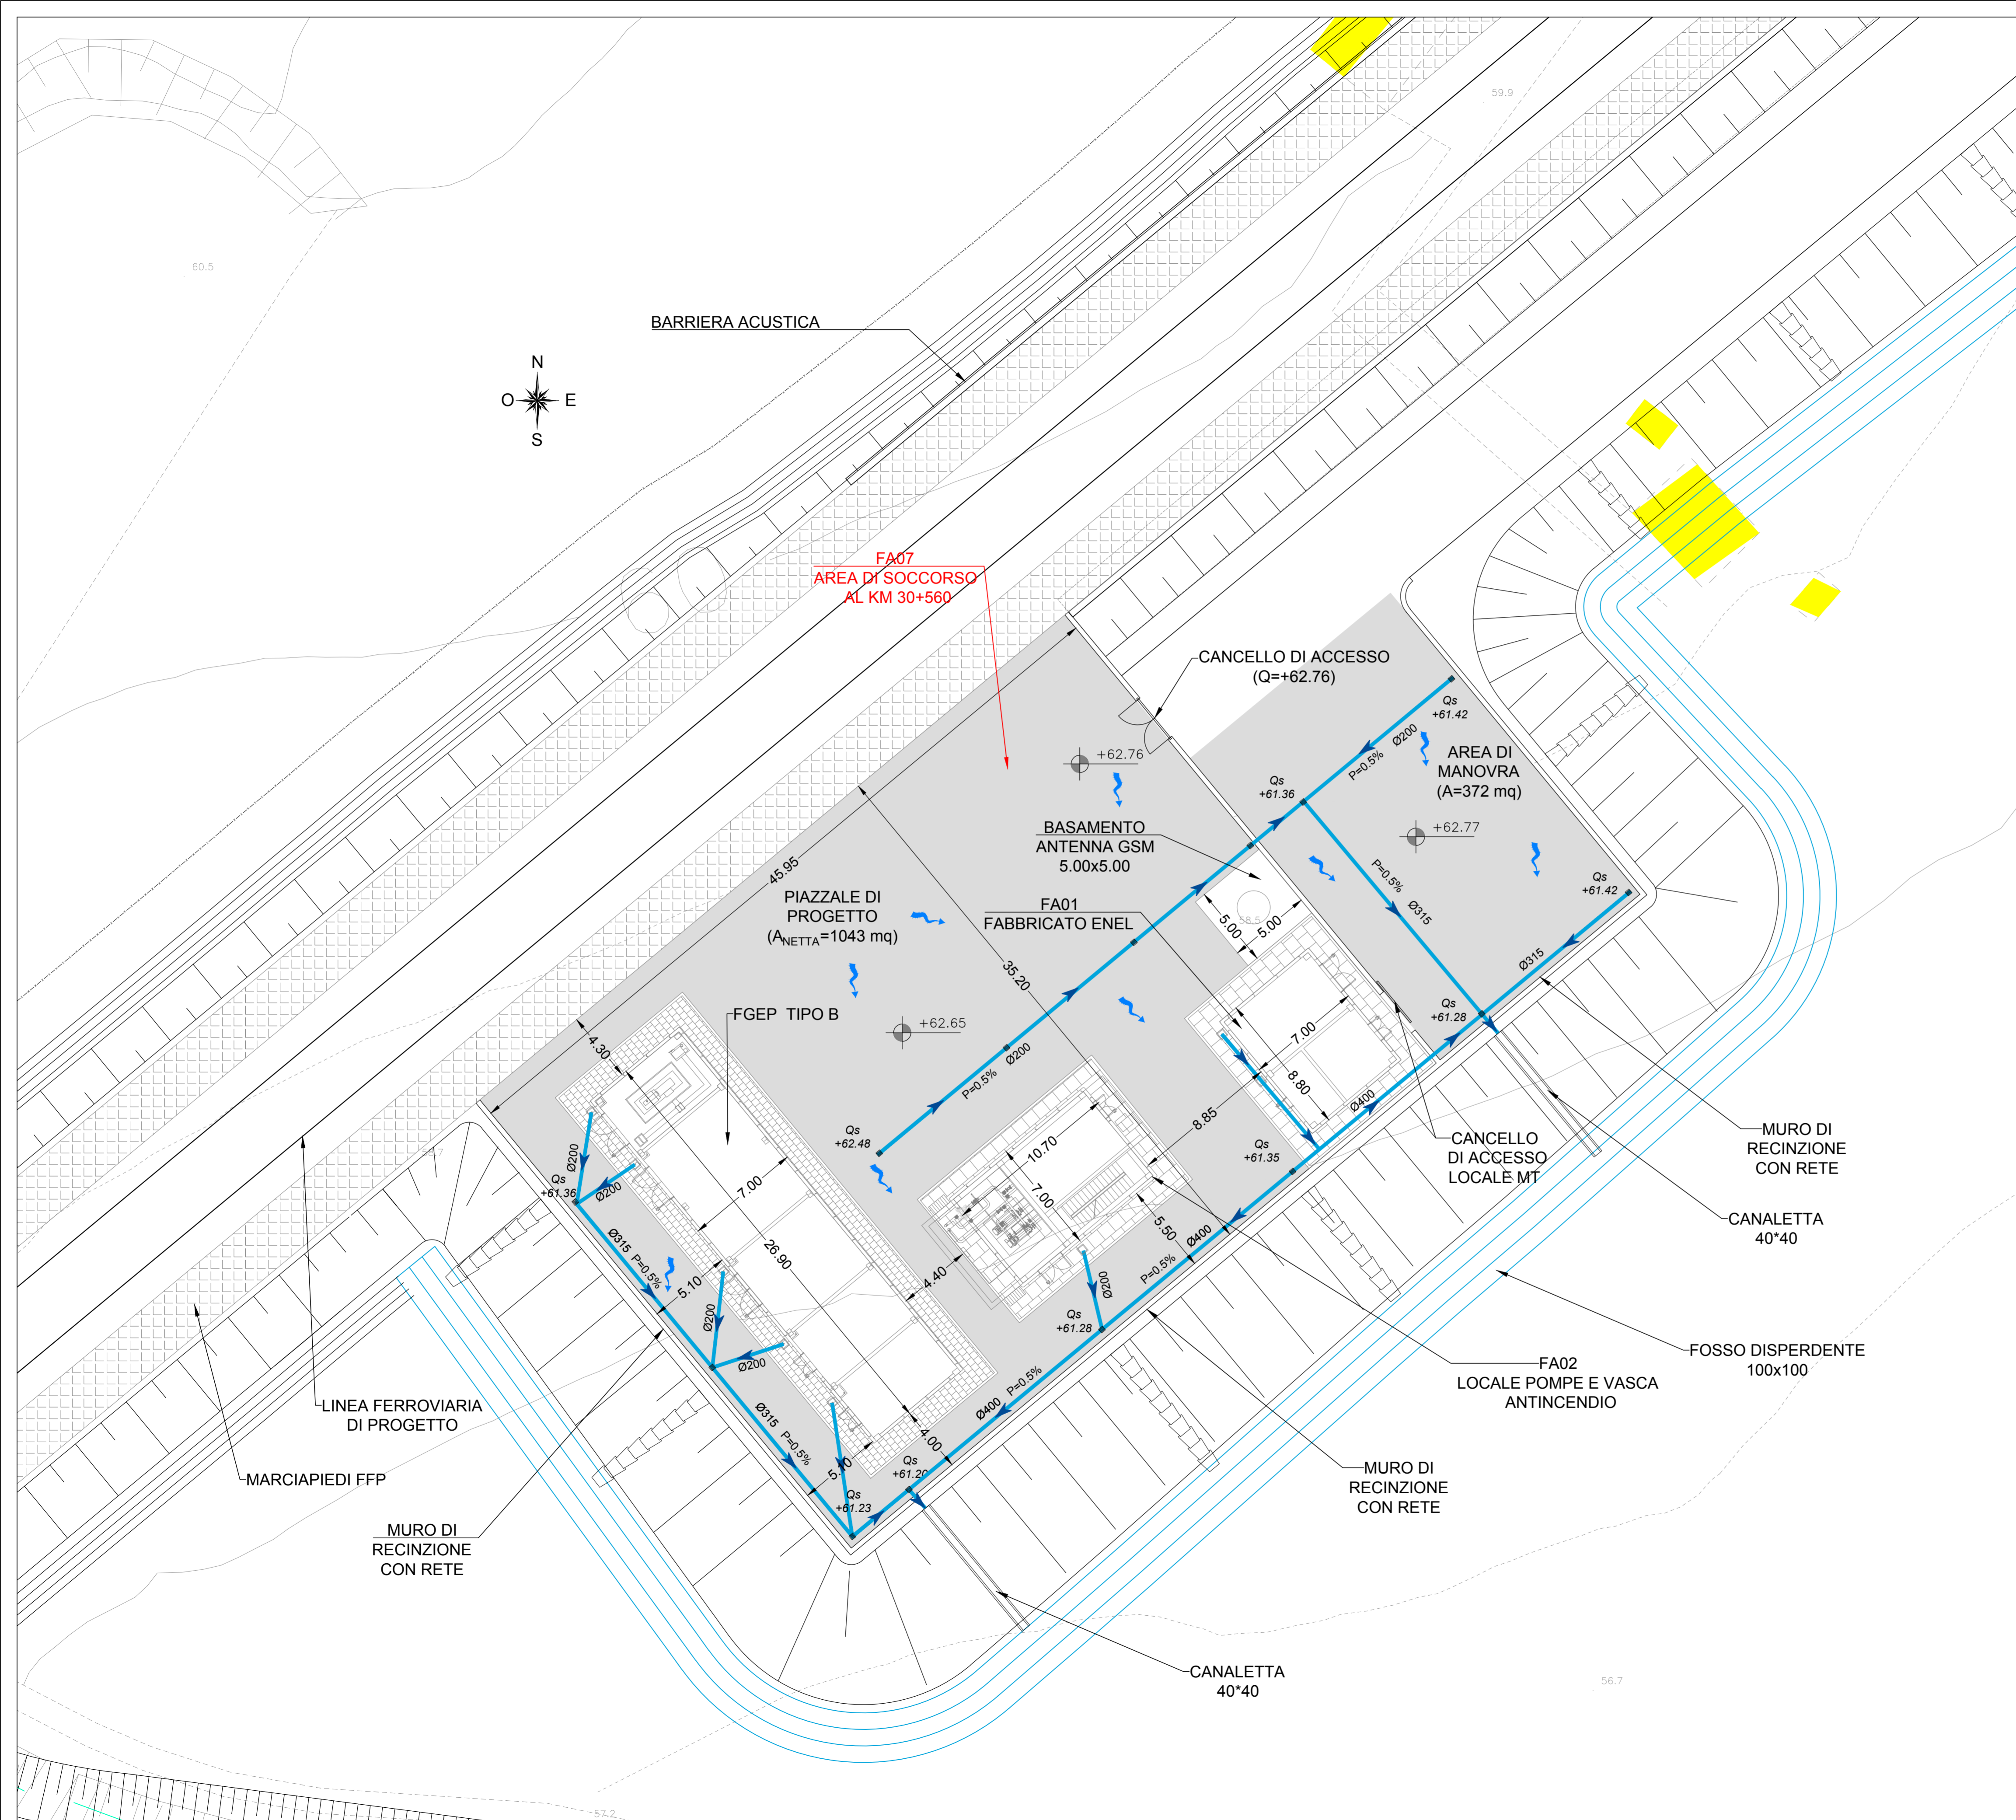 59.9
60.5
BARRIERA ACUSTICA
N
O E
S
FA07
AREA DI SOCCORSO
AL KM 30+560
CANCELLO DI ACCESSO
(Q=+62.76)
Qs
+61.42
Ø200
P=0.5%
AREA DI
MANOVRA
(A=372 mq)
+62.76
Qs
+61.36
+62.77
BASAMENTO
ANTENNA GSM
5.00x5.00
45.95
PIAZZALE DI
PROGETTO
(ANETTA=1043 mq)
FA01
FABBRICATO ENEL
P=0.5%
Ø315
Qs
+61.42
5.00
5.00
58.5
35.20
Ø315
FGEP TIPO B
+62.65
Qs
+61.28
4.30
7.00
8.80
P=0.5%
Ø200
Ø400
8.85
Qs
+62.48
10.70
7.00
Qs
+61.35
CANCELLO
DI ACCESSO
LOCALE MT
MURO DI
RECINZIONE
CON RETE
Ø200
Qs
+61.36
Ø200
7.00
CANALETTA
40*40
5.50
Ø400
P=0.5%
Ø315
P=0.5%
26.90
5.10
4.40
Ø200
Ø200
Qs
+61.28
FOSSO DISPERDENTE
100x100
FA02
LOCALE POMPE E VASCA
ANTINCENDIO
Ø200
P=0.5%
Ø400
LINEA FERROVIARIA
DI PROGETTO
Ø315
P=0.5%
4.00
5.10
Qs
+61.20
MARCIAPIEDI FFP
Qs
+61.23
MURO DI
RECINZIONE
CON RETE
MURO DI
RECINZIONE
CON RETE
CANALETTA
40*40
56.7
57.2